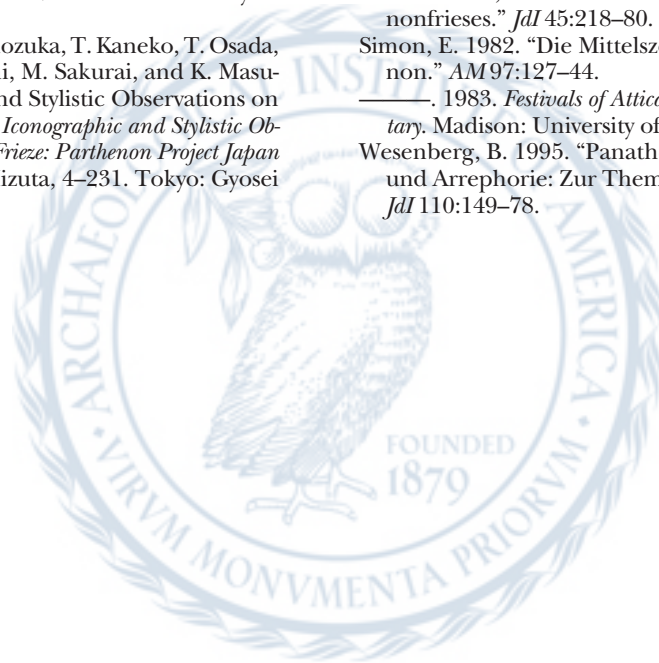 ozuka, T. Kaneko, T. Osada,
i, M. Sakurai, and K. Masu-
nd Stylistic Observations on
Iconographic and Stylistic Ob-
Frieze: Parthenon Project Japan
izuta, 4–231. Tokyo: Gyosei
nonfrieses.” JdI 45:218–80.
Simon, E. 1982. “Die Mittelsz
non.” AM 97:127–44.
———. 1983. Festivals of Attica
tary. Madison: University of
Wesenberg, B. 1995. “Panath
und Arrephorie: Zur Them
JdI 110:149–78.
ARCHAEOLOGICAL INSTITUTE OF AMERICA
FOUNDED
1879
VIRVM MONVMENTA PRIORVM